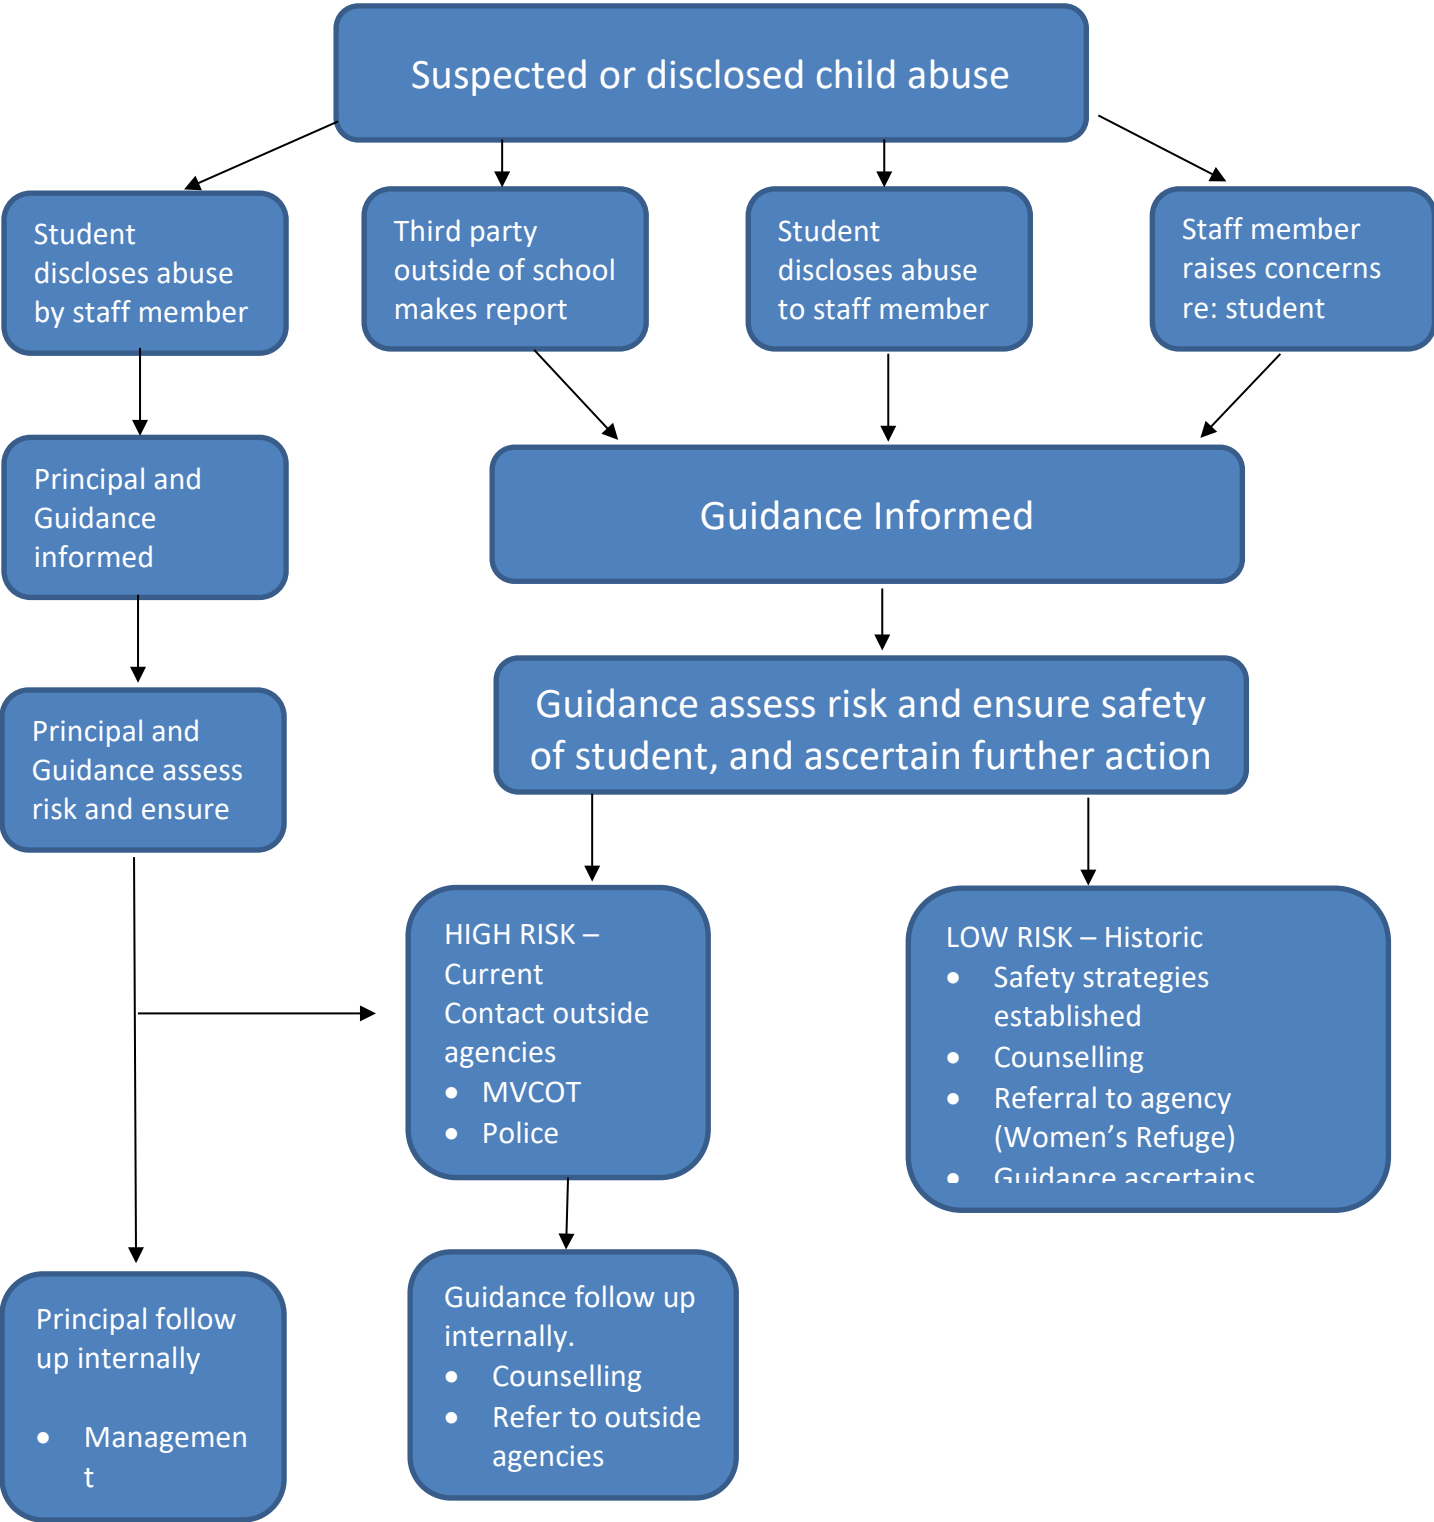 Suspected or disclosed child abuse
Student
discloses abuse
by staff member
Third party
outside of school
makes report
Student
discloses abuse
to staff member
Staff member
raises concerns
re: student
Principal and
Guidance
informed
Guidance Informed
Principal and
Guidance assess
risk and ensure
Guidance assess risk and ensure safety
of student, and ascertain further action
HIGH RISK –
Current
Contact outside
agencies
• MVCOT
• Police
LOW RISK – Historic
• Safety strategies
established
• Counselling
• Referral to agency
(Women’s Refuge)
• Guidance ascertains
Principal follow
up internally
• Managemen
t
Guidance follow up
internally.
• Counselling
• Refer to outside
agencies